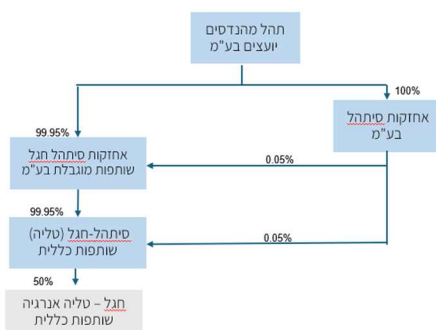 תהל מהנדסים
יועצים בע"מ
100%
אחזקות סיתהל
בע"מ
99.95%
אחזקות סיתהל חגל
שותפות מוגבלת בע"מ
0.05%
99.95%
סיתהל-חגל (טליה)
שותפות כללית
0.05%
50%
חגל – טליה אנרגיה
שותפות כללית